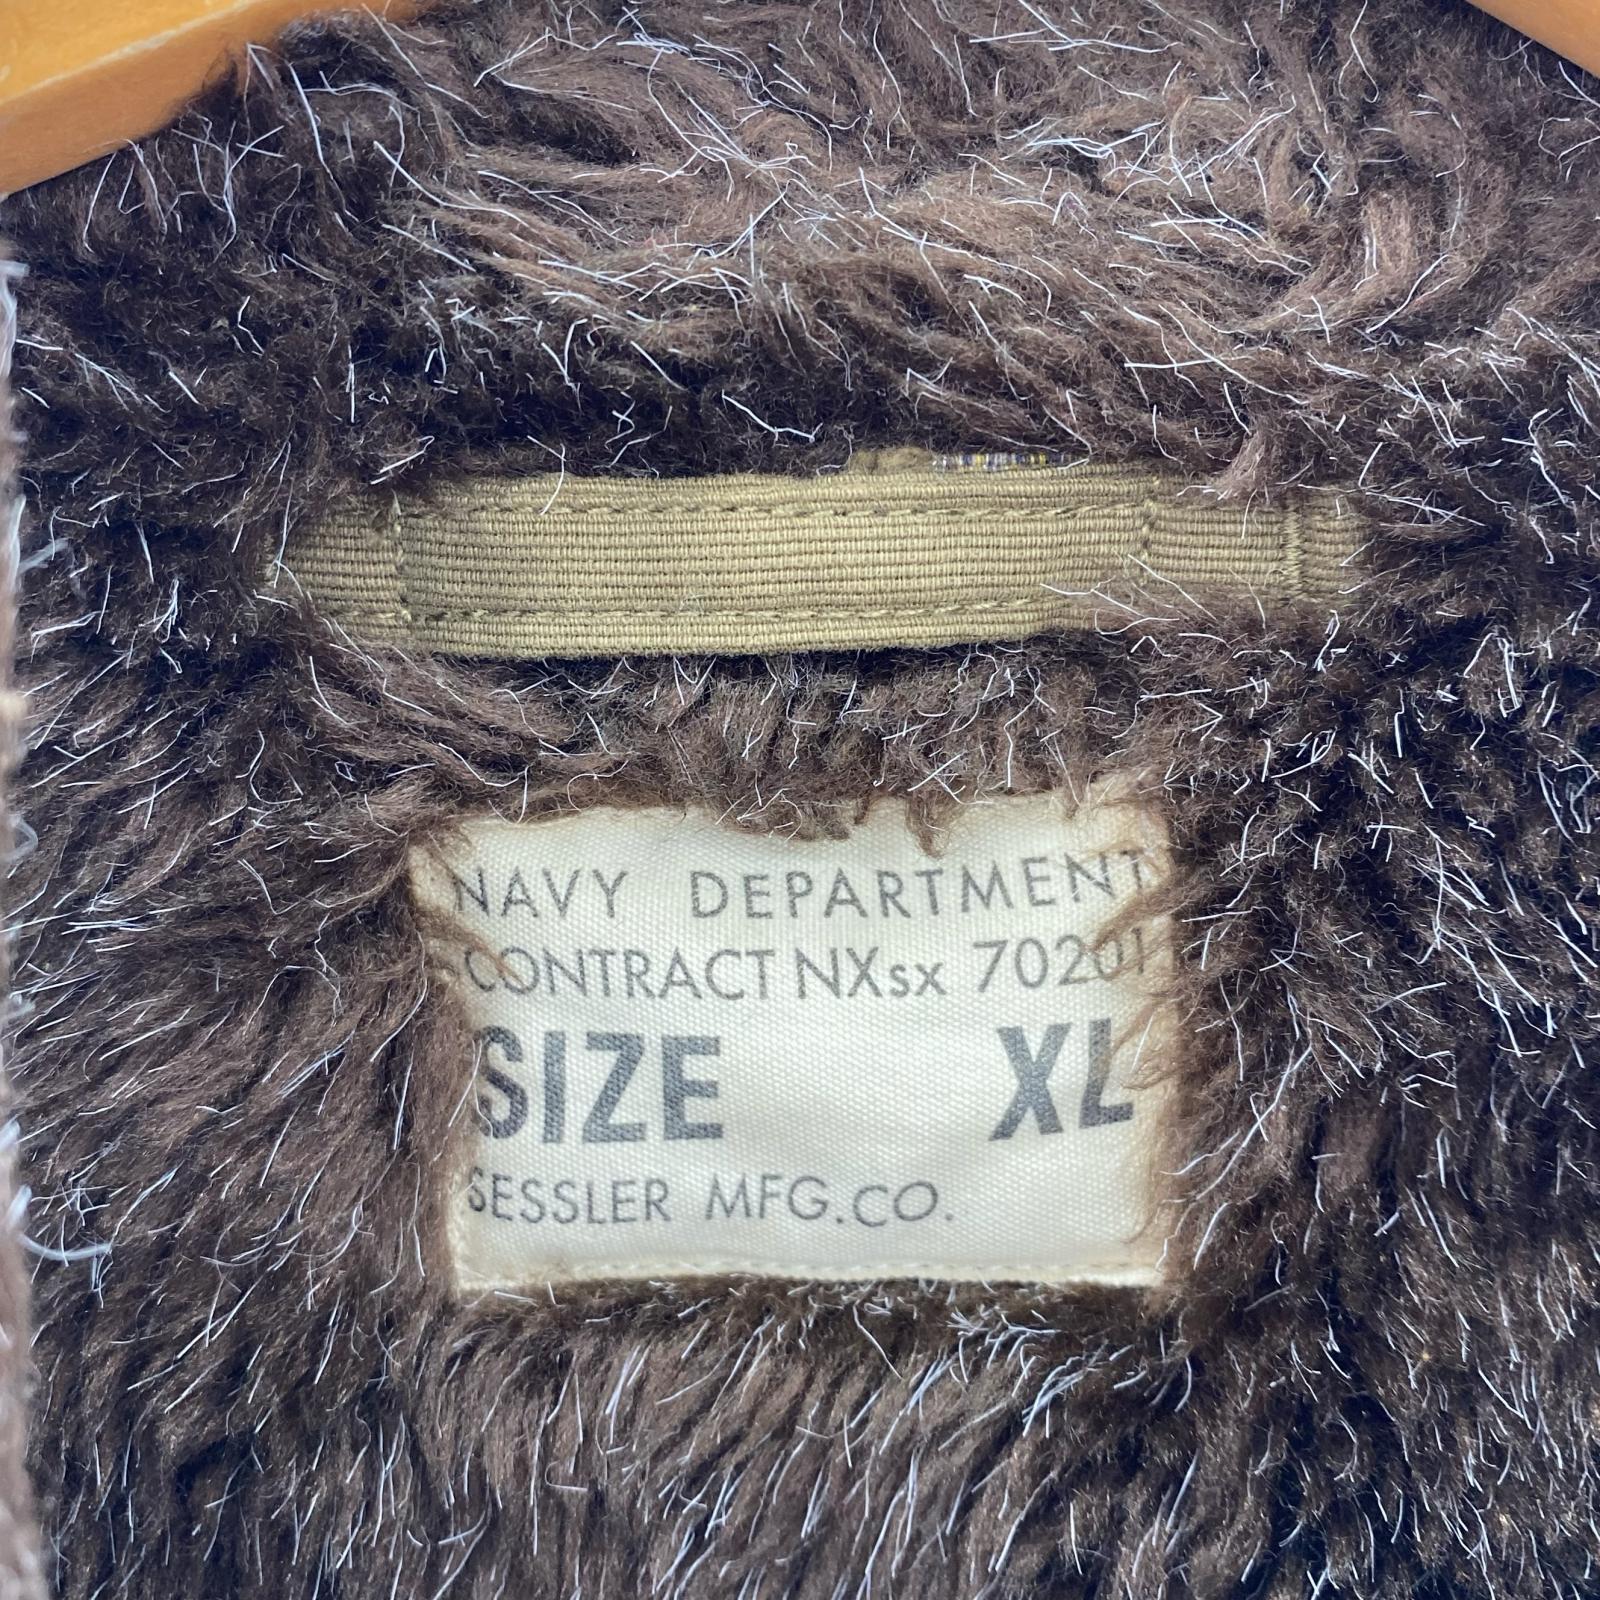 NAVY DEPARTMENT
CONTRACT NXsx 70201
SIZE XL
SESSLER MFG.CO.